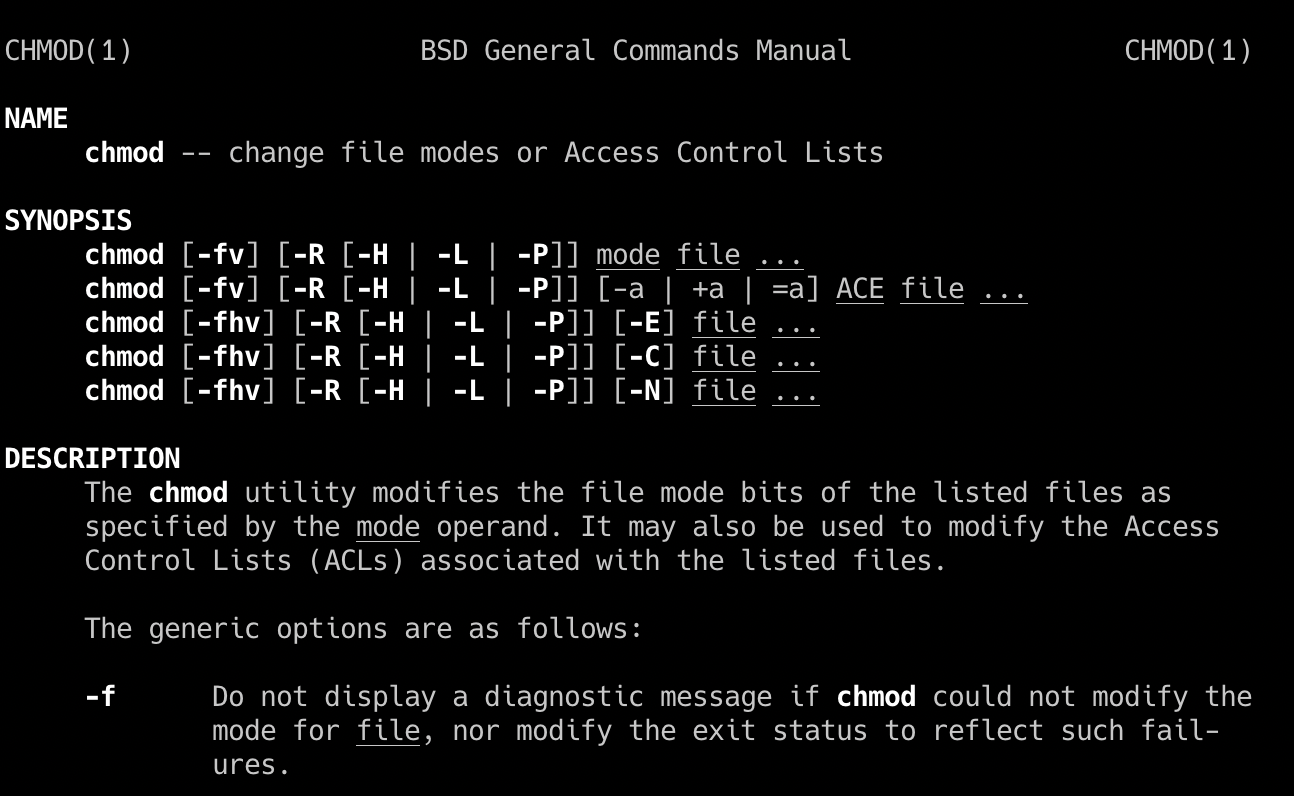 CHMOD(1)                  BSD General Commands Manual                 CHMOD(1)

NAME
     chmod -- change file modes or Access Control Lists

SYNOPSIS
     chmod [-fv] [-R [-H | -L | -P]] mode file ...
     chmod [-fv] [-R [-H | -L | -P]] [-a | +a | =a] ACE file ...
     chmod [-fhv] [-R [-H | -L | -P]] [-E] file ...
     chmod [-fhv] [-R [-H | -L | -P]] [-C] file ...
     chmod [-fhv] [-R [-H | -L | -P]] [-N] file ...

DESCRIPTION
     The chmod utility modifies the file mode bits of the listed files as
     specified by the mode operand. It may also be used to modify the Access
     Control Lists (ACLs) associated with the listed files.

     The generic options are as follows:

     -f      Do not display a diagnostic message if chmod could not modify the
             mode for file, nor modify the exit status to reflect such fail-
             ures.